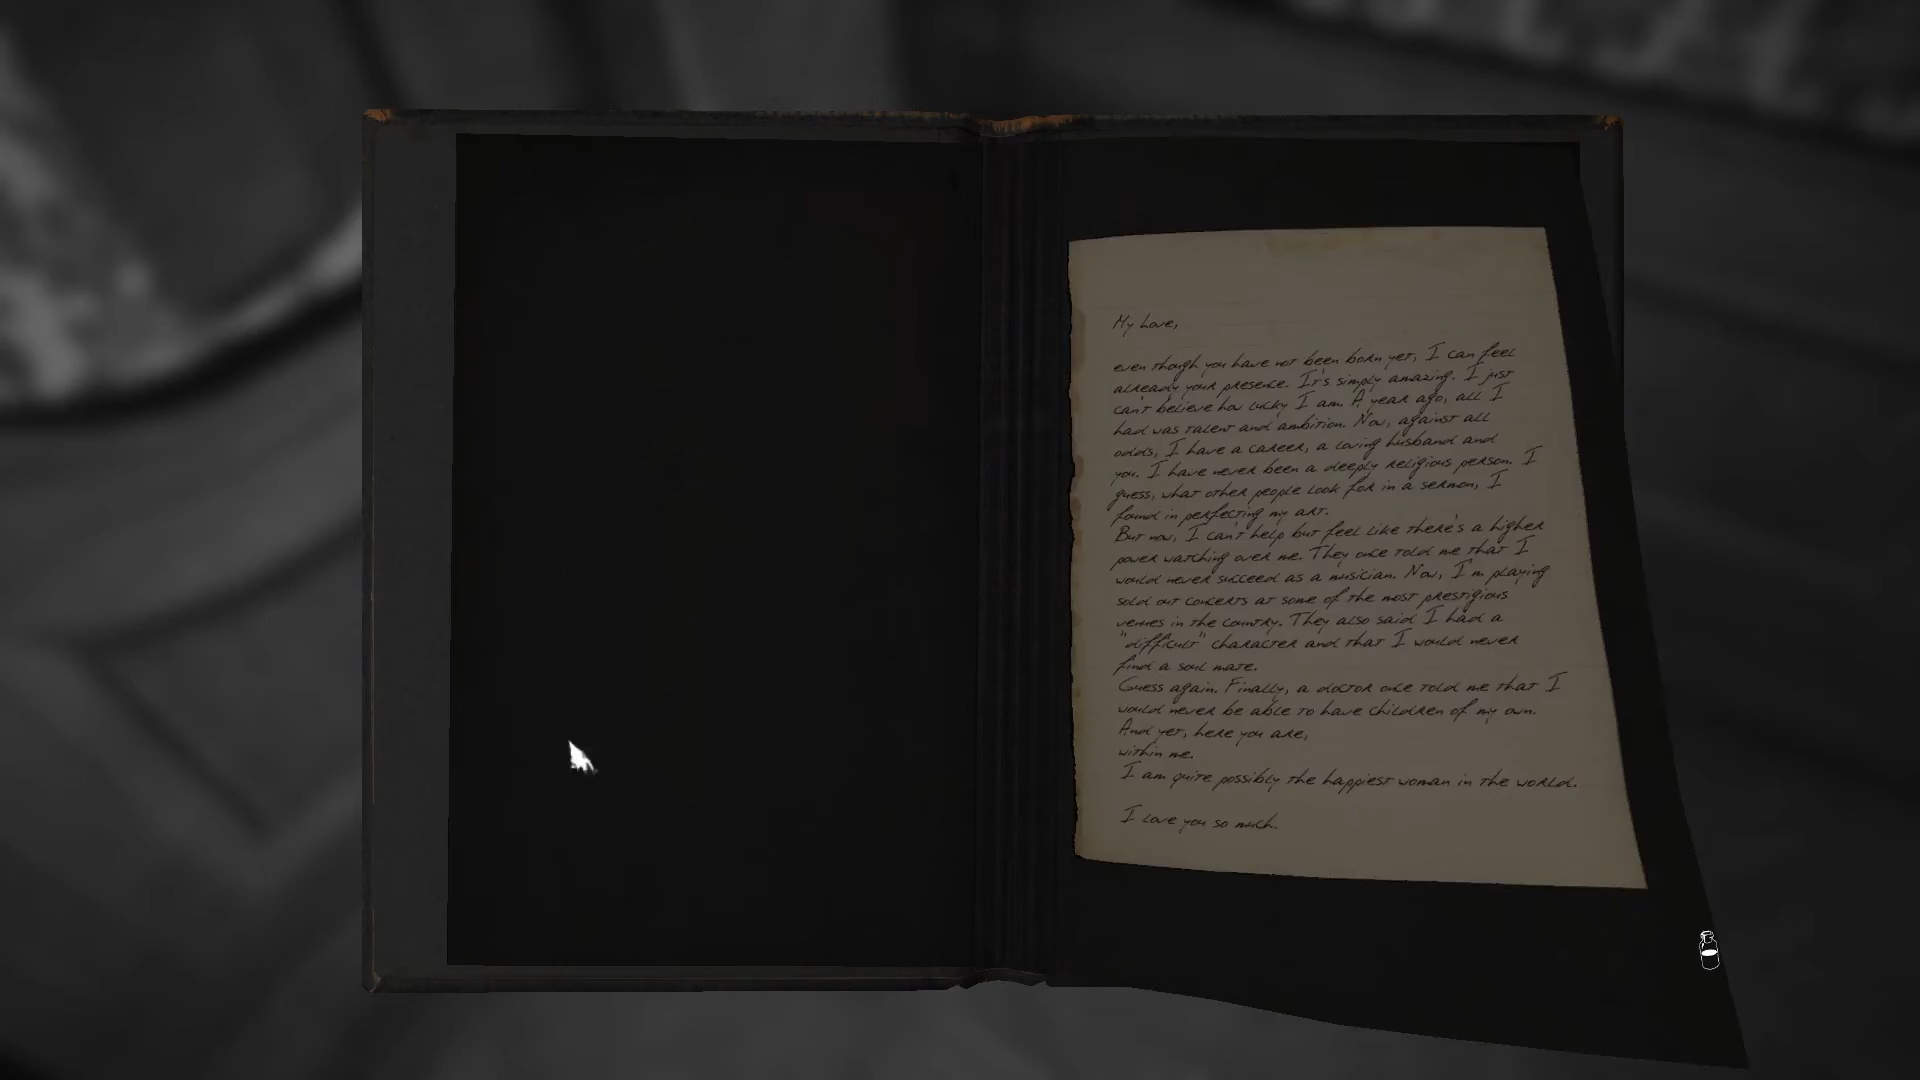 My Love,
even though you have not been born yet, I can feel
already your presence. It's simply amazing. I just
can't believe how lucky I am. A year ago, all I
had was talent and ambition. Now, against all
odds, I have a career, a loving husband and
you. I have never been a deeply religious person. I
guess, what other people look for in a sermon, I
found in perfecting my art.
But now, I can't help but feel like there's a higher
power watching over me. They once told me that I
would never succeed as a musician. Now, I'm playing
sold out concerts at some of the most prestigious
venues in the country. They also said I had a
"difficult" character and that I would never
find a soul mate.
Guess again. Finally, a doctor once told me that I
would never be able to have children of my own.
And yet, here you are,
within me.
I am quite possibly the happiest woman in the world.
I love you so much.